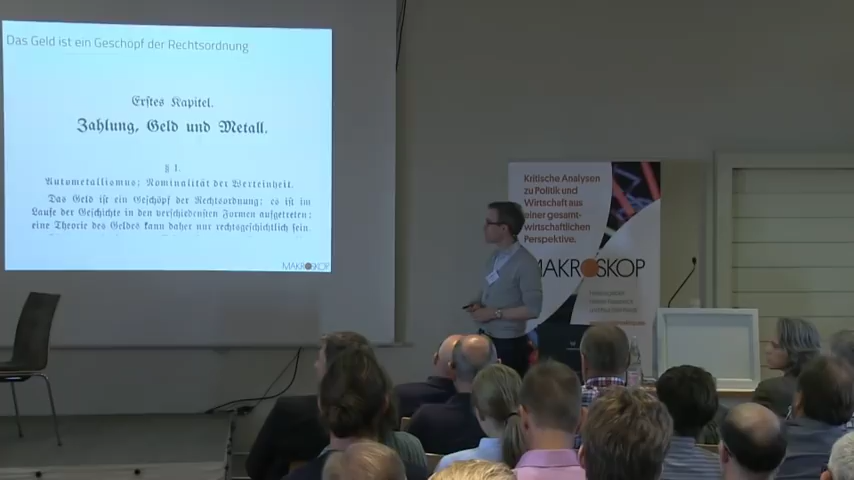 Das Geld ist ein Geschöpf der Rechtsordnung
Erstes Kapitel.
Zahlung, Geld und Metall.
§ 1.
Autometallismus; Nominalität der Werteinheit.
Das Geld ist ein Geschöpf der Rechtsordnung; es ist im
Laufe der Geschichte in den verschiedensten Formen aufgetreten:
eine Theorie des Geldes kann daher nur rechtsgeschichtlich sein.
MAKROSKOP
Kritische Analysen
zu Politik und
Wirtschaft aus
einer gesamt-
wirtschaftlichen
Perspektive.
MAKROSKOP